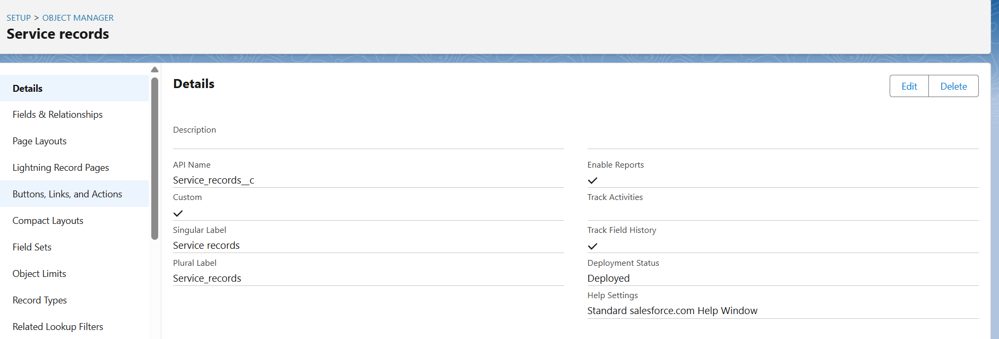 SETUP > OBJECT MANAGER
Service records
Details
Fields & Relationships
Page Layouts
Lightning Record Pages
Buttons, Links, and Actions
Compact Layouts
Field Sets
Object Limits
Record Types
Related Lookup Filters
Details
Edit
Delete
Description
API Name
Service_records__c
Custom
Singular Label
Service records
Plural Label
Service_records
Enable Reports
Track Activities
Track Field History
Deployment Status
Deployed
Help Settings
Standard salesforce.com Help Window